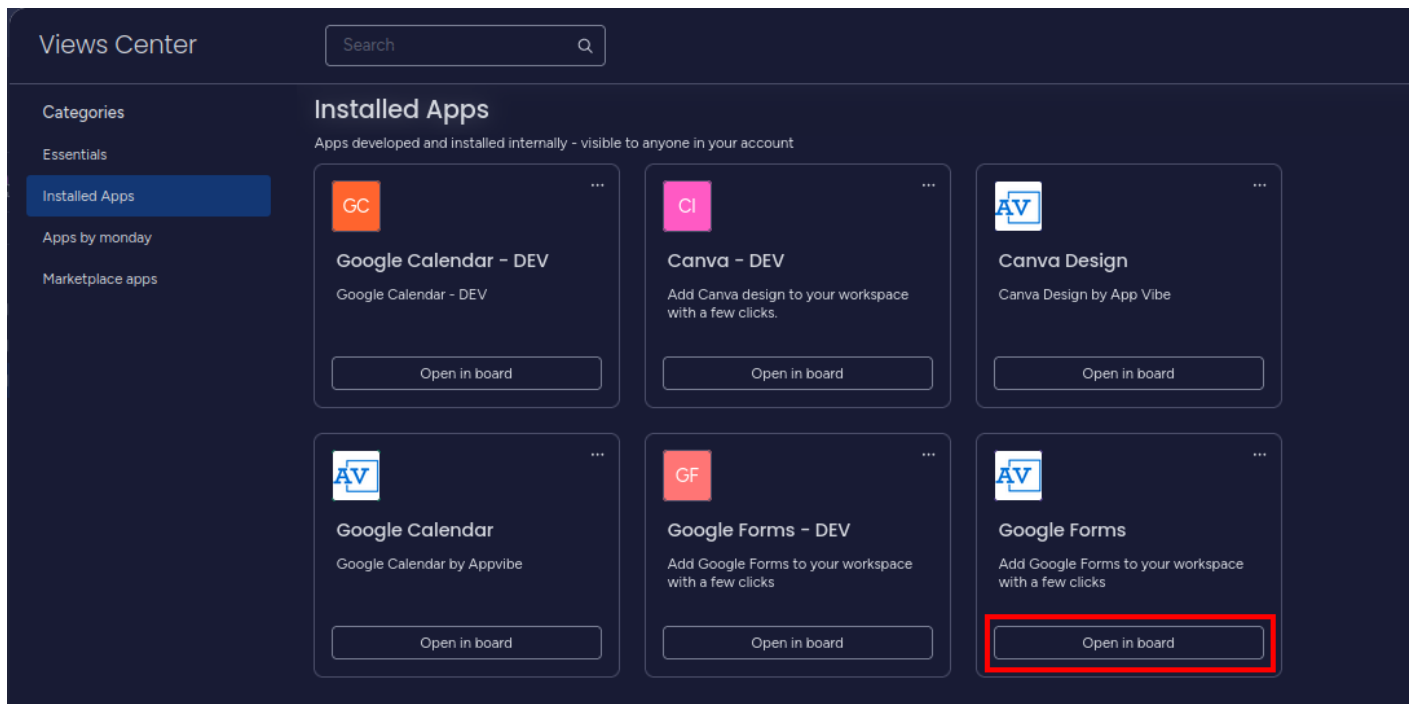 Views Center
Search
Categories
Essentials
Installed Apps
Apps by monday
Marketplace apps
Installed Apps
Apps developed and installed internally - visible to anyone in your account
GC
Google Calendar - DEV
Google Calendar - DEV
Open in board
CI
Canva - DEV
Add Canva design to your workspace
with a few clicks.
Open in board
AV
Canva Design
Canva Design by App Vibe
Open in board
AV
Google Calendar
Google Calendar by Appvibe
Open in board
GF
Google Forms - DEV
Add Google Forms to your workspace
with a few clicks
Open in board
AV
Google Forms
Add Google Forms to your workspace
with a few clicks
Open in board